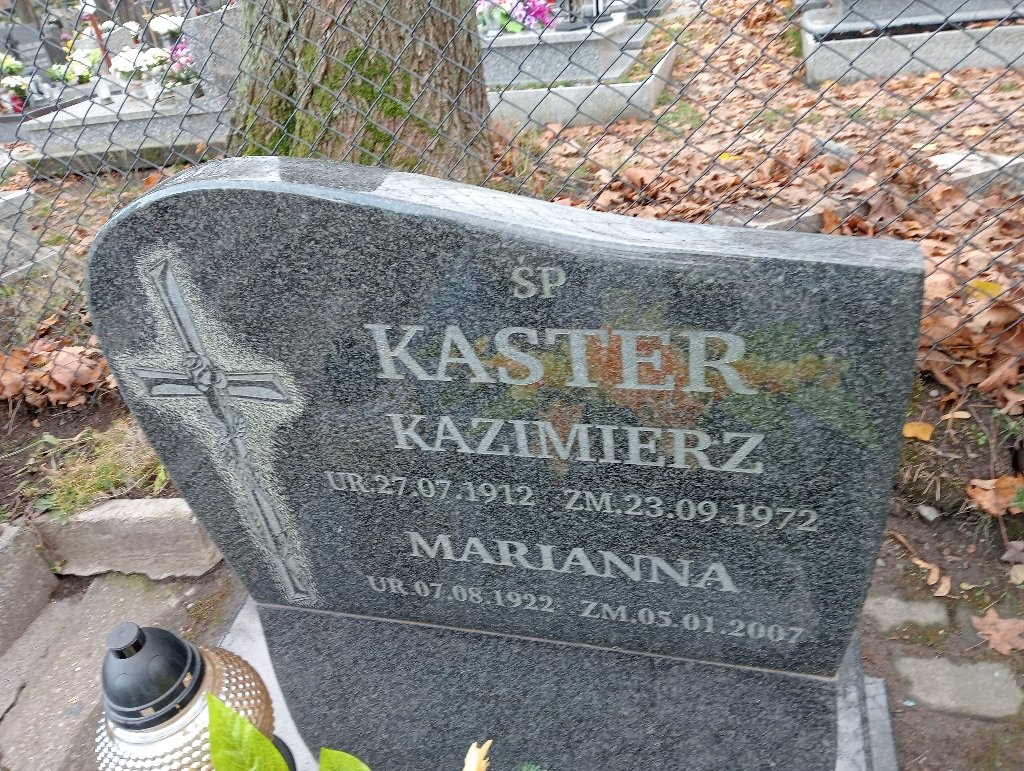 ŚP
KASTER
KAZIMIERZ
UR.27.07.1912 ZM.23.09.1972
MARIANNA
UR.07.08.1922 ZM.05.01.2007